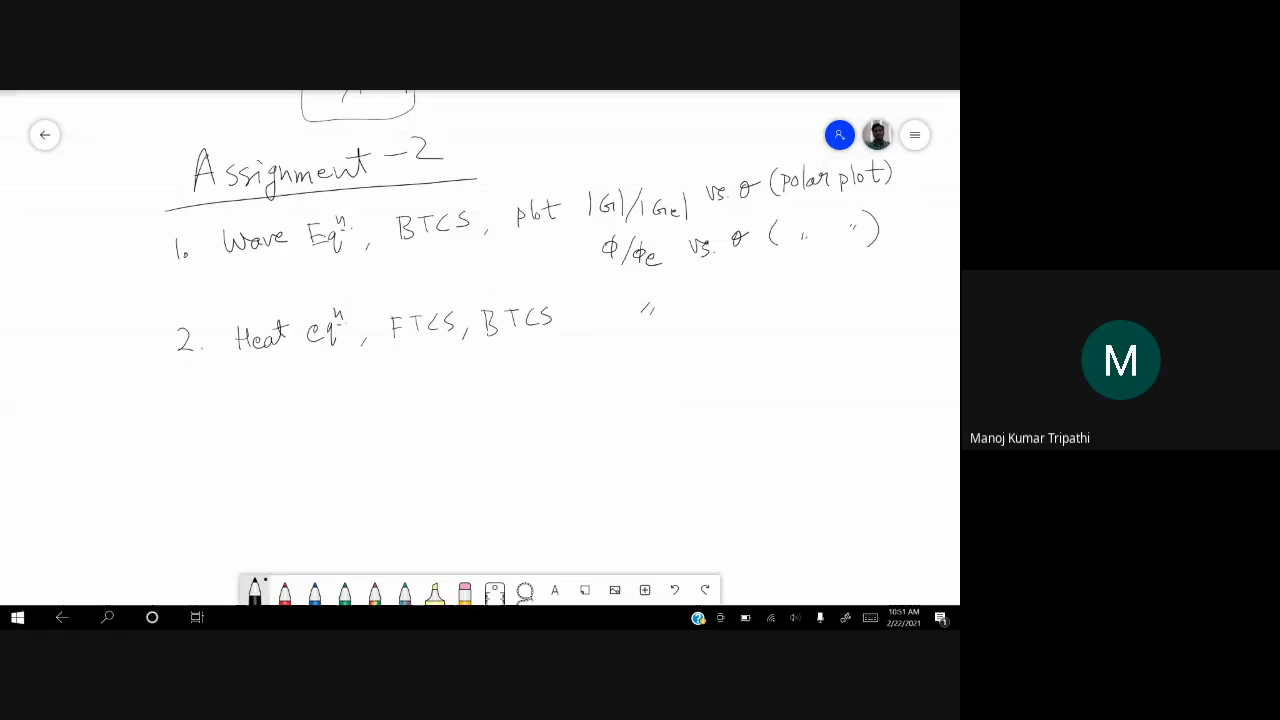 Assignment - 2
1. Wave Eqⁿ, BTCS, plot |G|/|Ge| vs. θ (polar plot)
ϕ/ϕe vs. θ ( " " )
2. Heat eqⁿ, FTCS, BTCS "
M
Manoj Kumar Tripathi
A
10:51 AM
2/22/2021
1